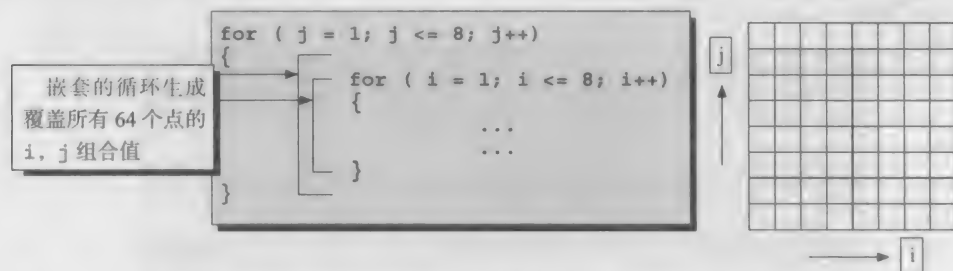 for ( j = 1; j <= 8; j++)
{
嵌套的循环生成
覆盖所有 64 个点的
i, j 组合值
for ( i = 1; i <= 8; i++)
{
...
...
}
}
j
i